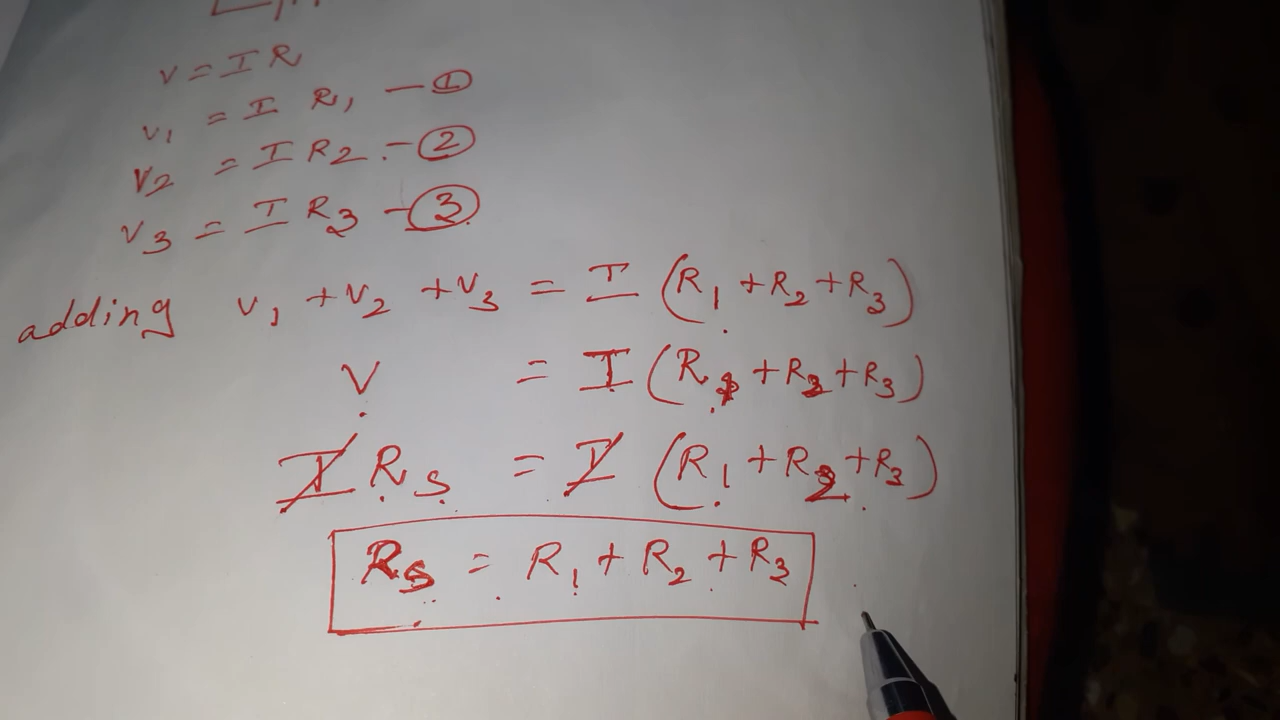 V = I R
V₁ = I R₁ - ①
V₂ = I R₂ - ②
V₃ = I R₃ - ③
adding V₁ + V₂ + V₃ = I (R₁ + R₂ + R₃)
V = I (R₁ + R₂ + R₃)
I Rs = I (R₁ + R₂ + R₃)
Rs = R₁ + R₂ + R₃